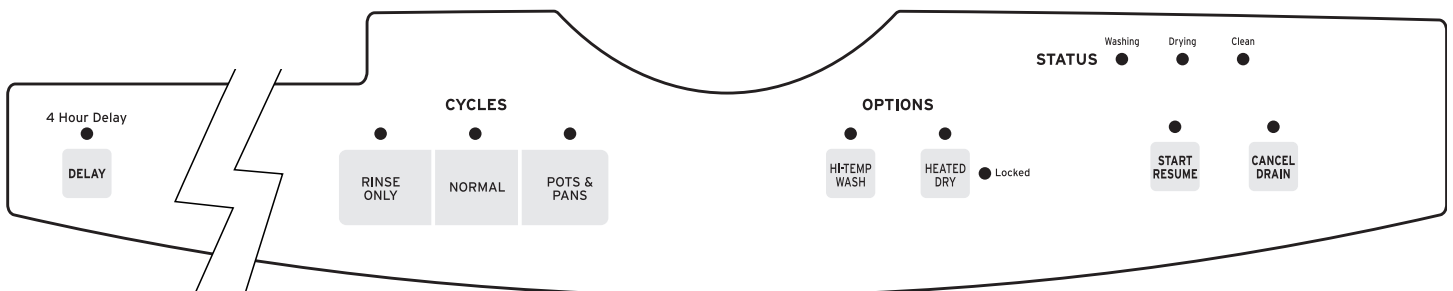 4 Hour Delay
DELAY
CYCLES
RINSE
ONLY
NORMAL
POTS &
PANS
OPTIONS
HI-TEMP
WASH
HEATED
DRY
Locked
STATUS
Washing
Drying
Clean
START
RESUME
CANCEL
DRAIN